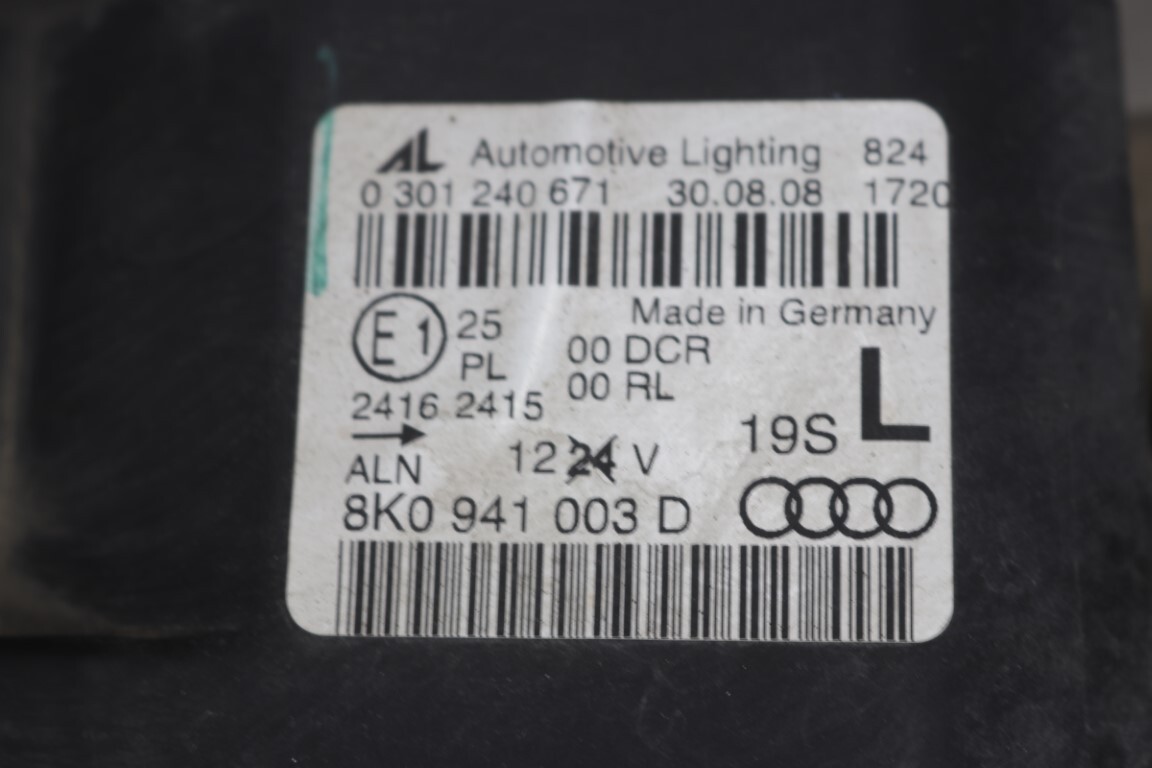 AL Automotive Lighting 824
0 301 240 671 30.08.08 1720
Made in Germany
E1 25
PL
00 DCR
00 RL
2416 2415
L
19S
ALN
12 24 V
8K0 941 003 D